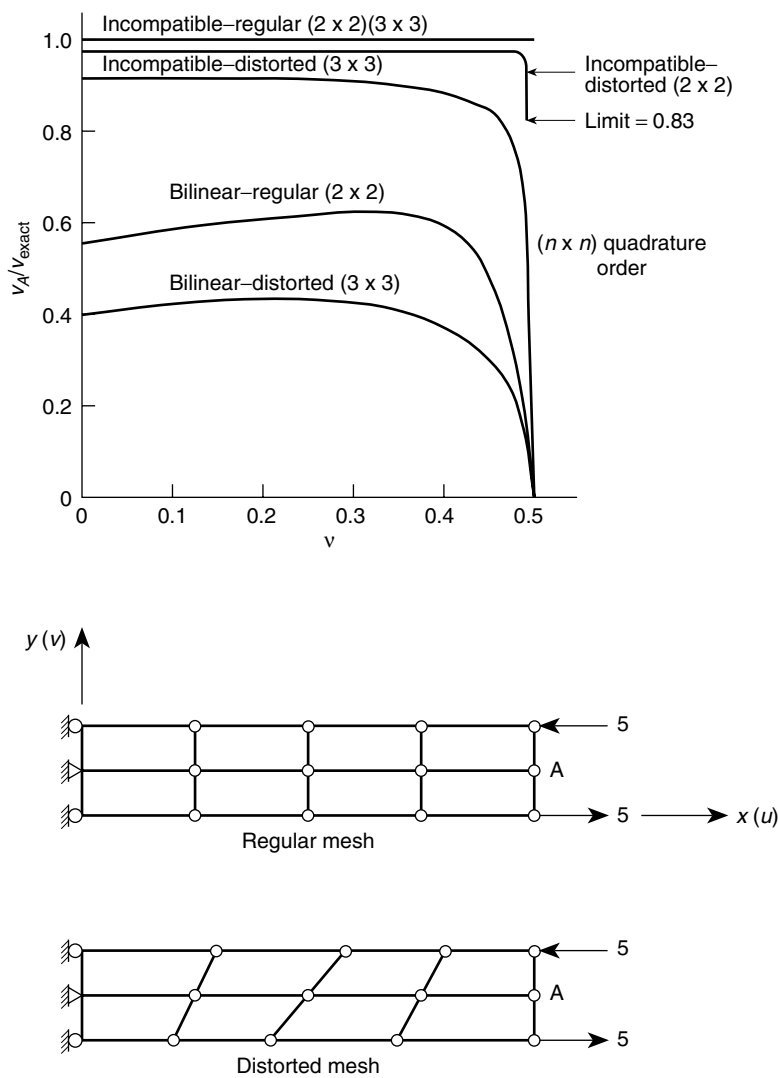 Incompatible–regular (2 x 2)(3 x 3)
1.0
Incompatible–distorted (3 x 3)
Incompatible–
distorted (2 x 2)
Limit = 0.83
0.8
Bilinear–regular (2 x 2)
0.6
(n x n) quadrature
order
vA/vexact
Bilinear–distorted (3 x 3)
0.4
0.2
0
0
0.1
0.2
0.3
0.4
0.5
ν
y (v)
5
A
5
x (u)
Regular mesh
5
A
5
Distorted mesh